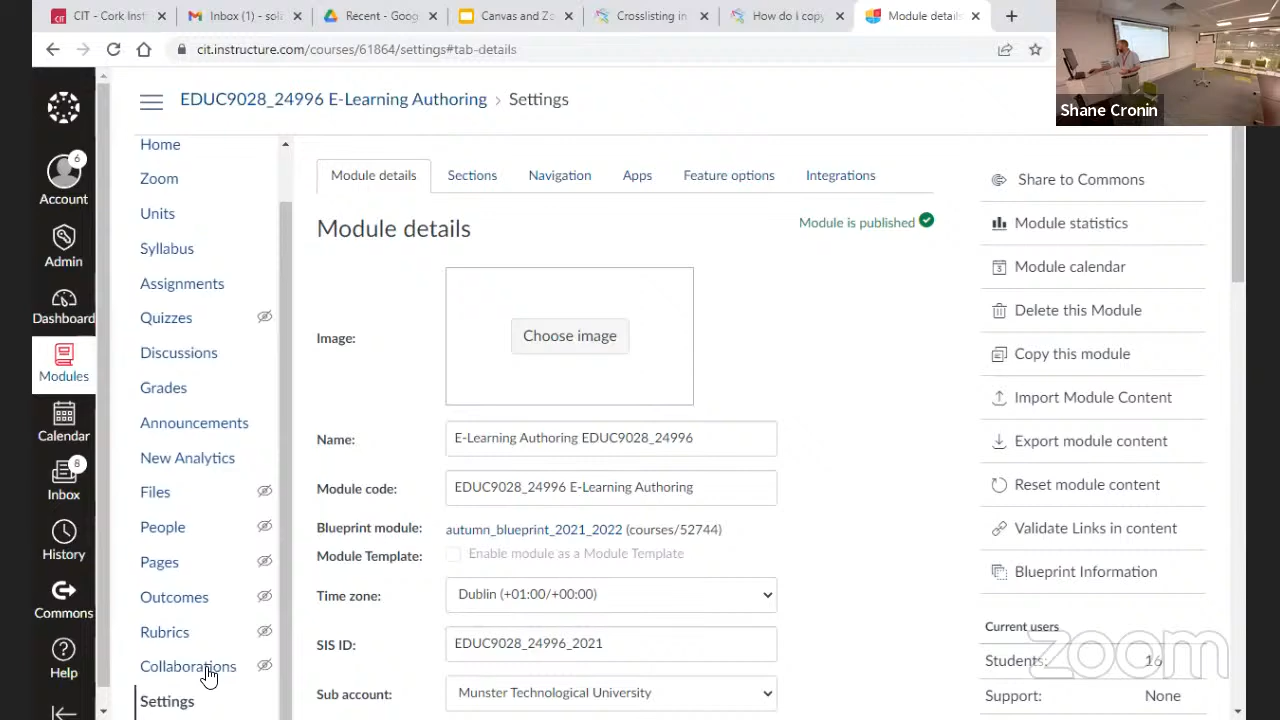 CIT - Cork Inst
Inbox (1) - sola
Recent - Goog
Canvas and Zo
Crosslisting in
How do I copy
Module details
cit.instructure.com/courses/61864/settings#tab-details
Shane Cronin
EDUC9028_24996 E-Learning Authoring > Settings
6
Account
Admin
Dashboard
Modules
Calendar
8
Inbox
History
Commons
Help
Home
Zoom
Units
Syllabus
Assignments
Quizzes
Discussions
Grades
Announcements
New Analytics
Files
People
Pages
Outcomes
Rubrics
Collaborations
Settings
Module details Sections Navigation Apps Feature options Integrations
Module details
Module is published
Image: Choose image
Name: E-Learning Authoring EDUC9028_24996
Module code: EDUC9028_24996 E-Learning Authoring
Blueprint module: autumn_blueprint_2021_2022 (courses/52744)
Module Template: Enable module as a Module Template
Time zone: Dublin (+01:00/+00:00)
SIS ID: EDUC9028_24996_2021
Sub account: Munster Technological University
Share to Commons
Module statistics
Module calendar
Delete this Module
Copy this module
Import Module Content
Export module content
Reset module content
Validate Links in content
Blueprint Information
Current users
Students: 16
Support: None
zoom